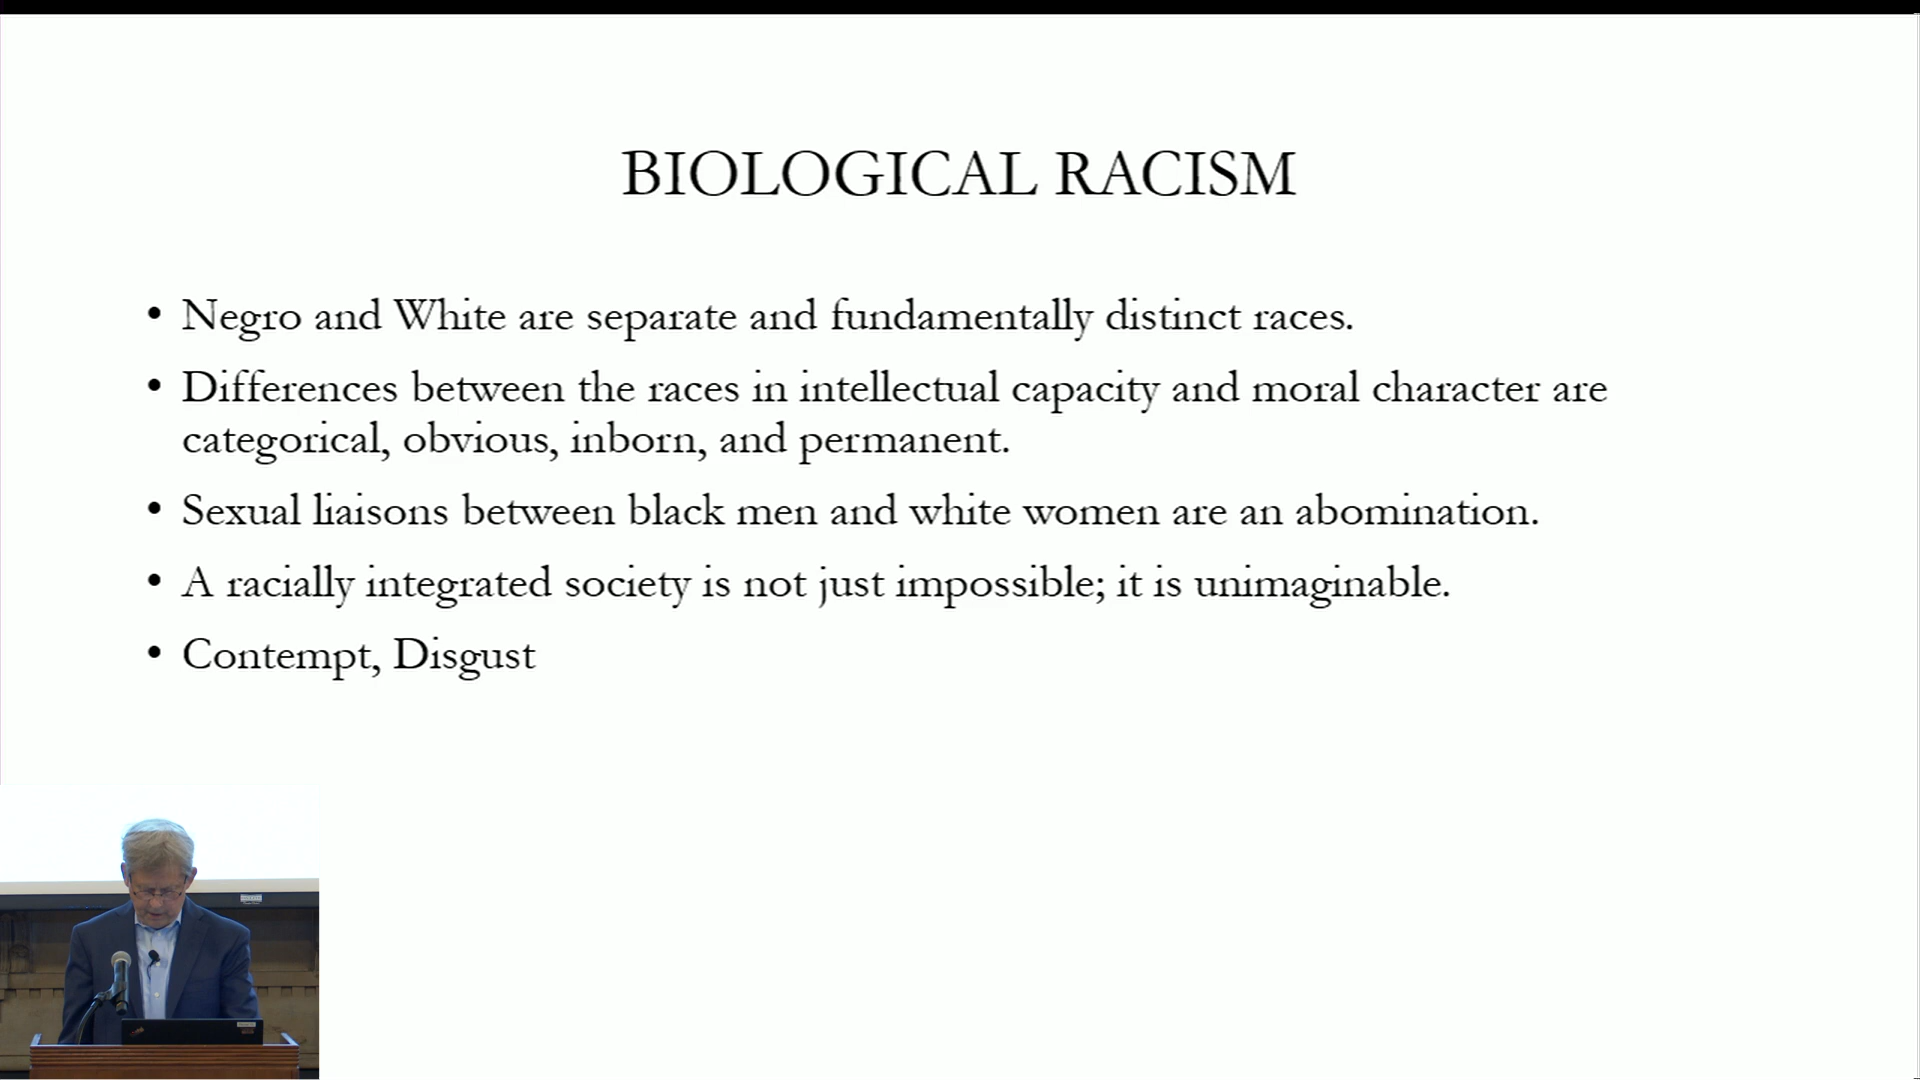 BIOLOGICAL RACISM
• Negro and White are separate and fundamentally distinct races.
• Differences between the races in intellectual capacity and moral character are
categorical, obvious, inborn, and permanent.
• Sexual liaisons between black men and white women are an abomination.
• A racially integrated society is not just impossible; it is unimaginable.
• Contempt, Disgust